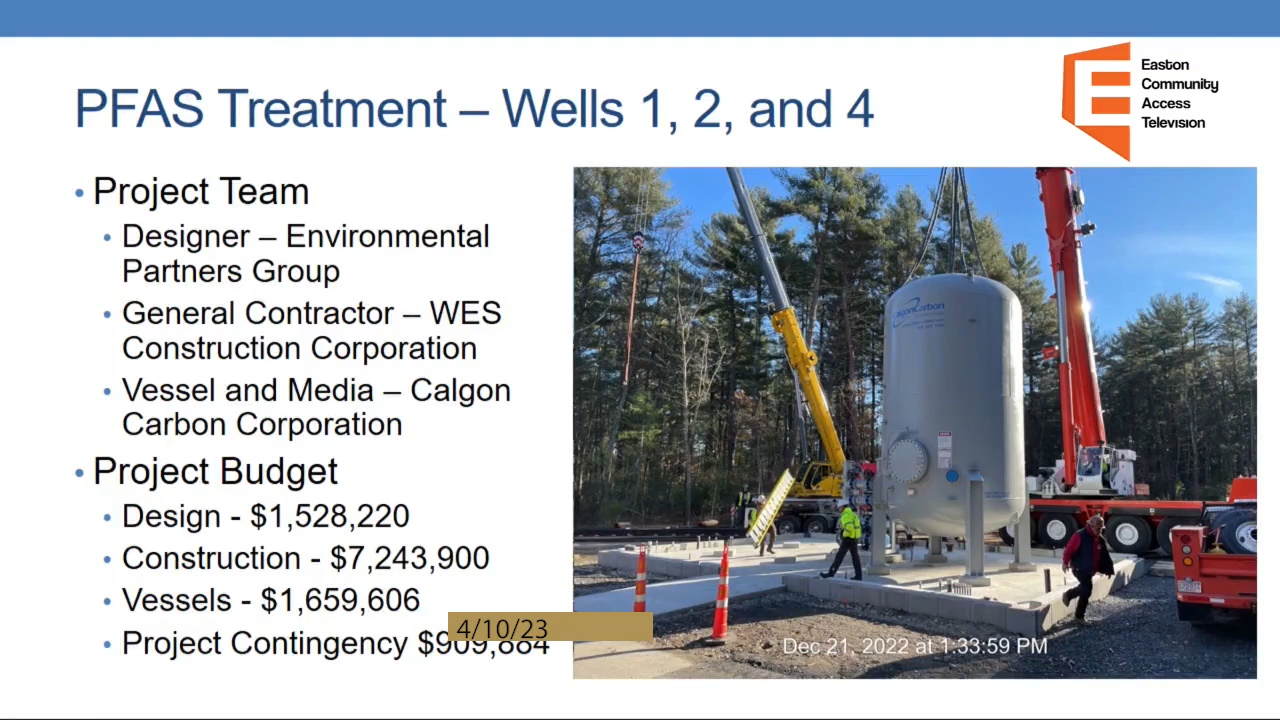 PFAS Treatment – Wells 1, 2, and 4
Easton
Community
Access
Television
• Project Team
• Designer – Environmental
Partners Group
• General Contractor – WES
Construction Corporation
• Vessel and Media – Calgon
Carbon Corporation
• Project Budget
• Design - $1,528,220
• Construction - $7,243,900
• Vessels - $1,659,606
• Project Contingency $909,884
4/10/23
CalgonCarbon
Dec 21, 2022 at 1:33:59 PM